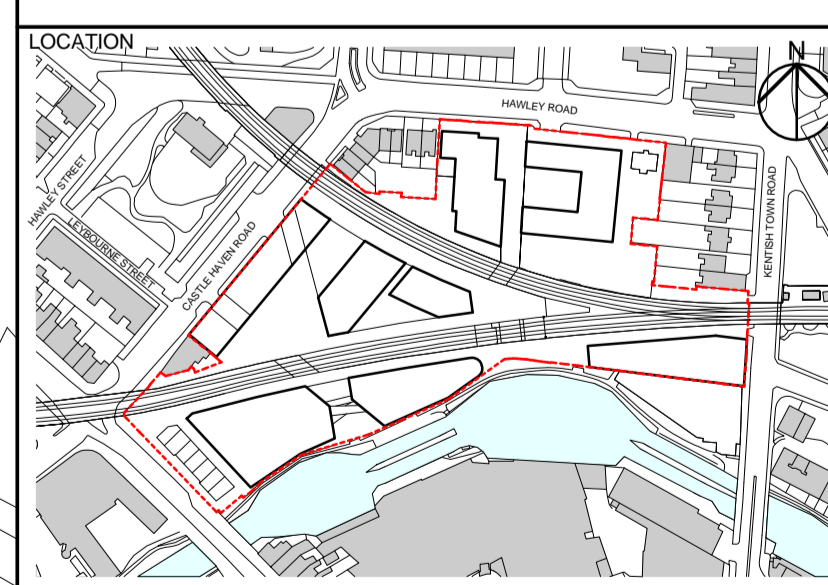 LOCATION
N
HAWLEY ROAD
HAWLEY STREET
LEYBOURNE STREET
CASTLE HAVEN ROAD
KENTISH TOWN ROAD